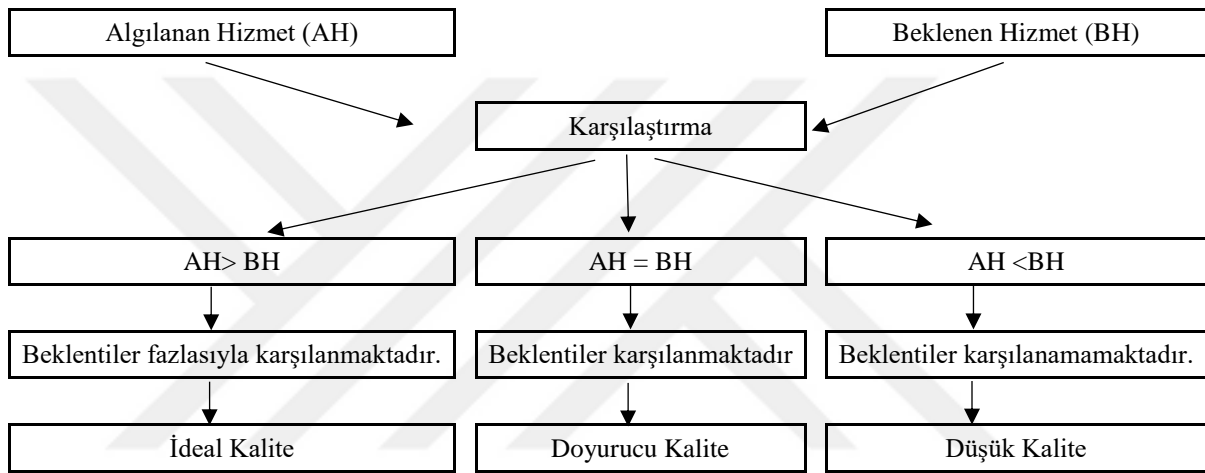 Algılanan Hizmet (AH)
Beklenen Hizmet (BH)
Karşılaştırma
AH> BH
AH = BH
AH <BH
Beklentiler fazlasıyla karşılanmaktadır.
Beklentiler karşılanmaktadır
Beklentiler karşılanamamaktadır.
İdeal Kalite
Doyurucu Kalite
Düşük Kalite